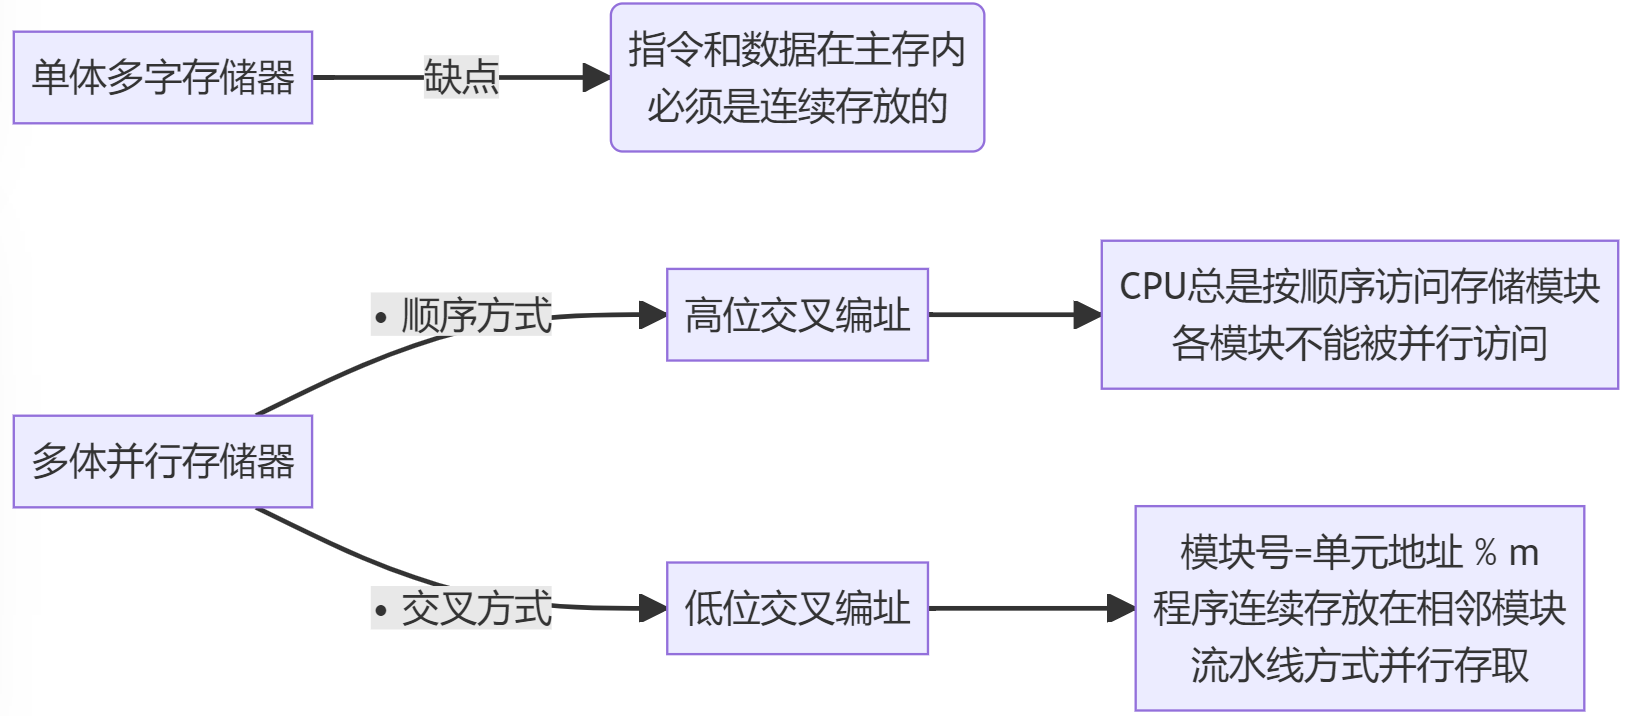 单体多字存储器
缺点
指令和数据在主存内
必须是连续存放的
• 顺序方式
高位交叉编址
CPU总是按顺序访问存储模块
各模块不能被并行访问
多体并行存储器
• 交叉方式
低位交叉编址
模块号=单元地址 % m
程序连续存放在相邻模块
流水线方式并行存取